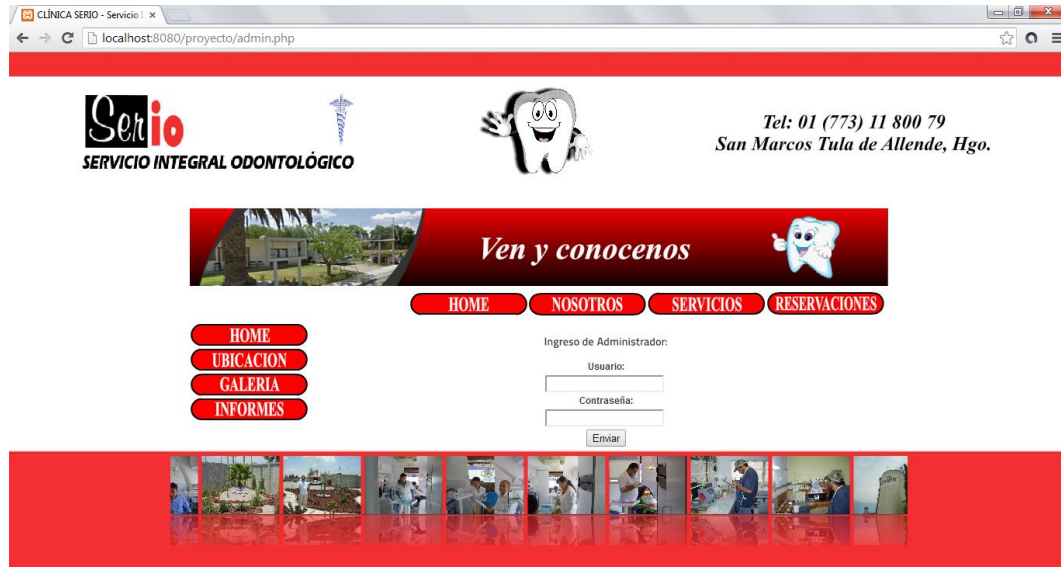 CLÍNICA SERIO - Servicio I
localhost:8080/proyecto/admin.php
Serio
SERVICIO INTEGRAL ODONTOLÓGICO
Tel: 01 (773) 11 800 79
San Marcos Tula de Allende, Hgo.
Ven y conocenos
HOME NOSOTROS SERVICIOS RESERVACIONES
HOME
UBICACION
GALERIA
INFORMES
Ingreso de Administrador:
Usuario:
Contraseña:
Enviar